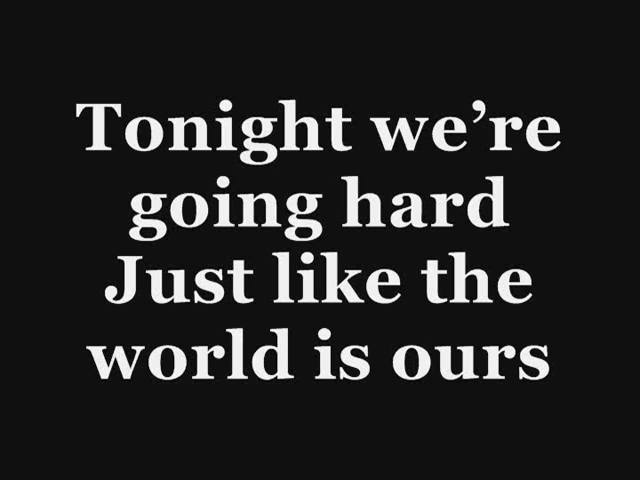 Tonight we’re
going hard
Just like the
world is ours